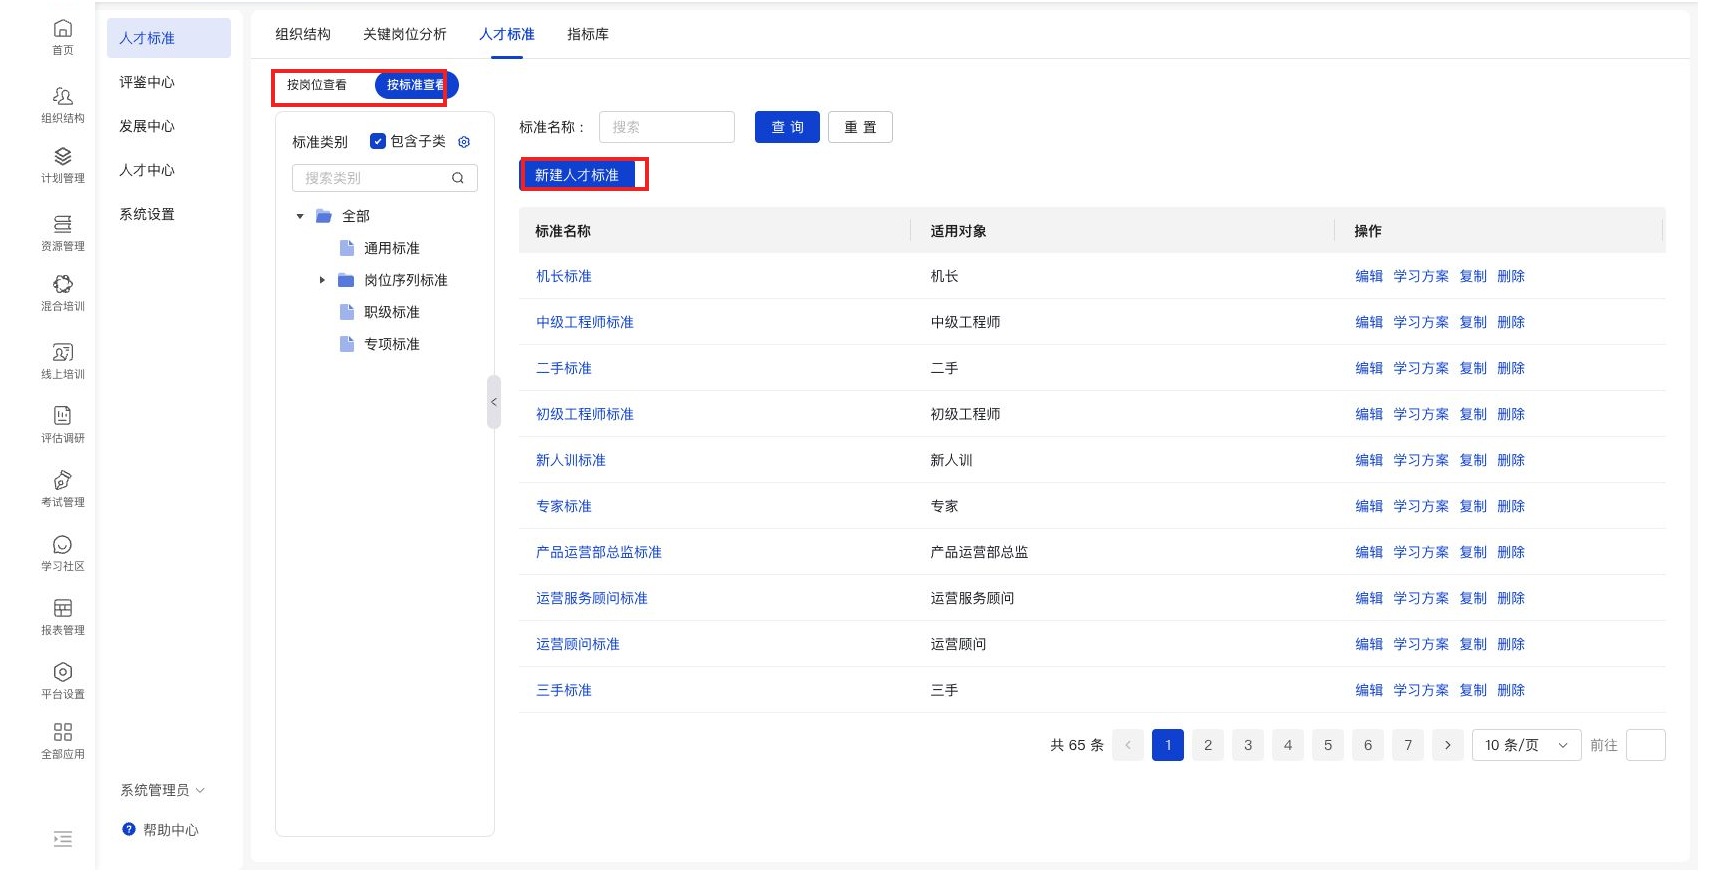 首页
组织结构
计划管理
资源管理
混合培训
线上培训
评估调研
考试管理
学习社区
报表管理
平台设置
全部应用
人才标准
评鉴中心
发展中心
人才中心
系统设置
系统管理员
帮助中心
组织结构 关键岗位分析 人才标准 指标库
按岗位查看 按标准查看
标准类别 包含子类
搜索类别
全部
通用标准
岗位序列标准
职级标准
专项标准
标准名称： 搜索 查 询 重 置
新建人才标准
标准名称 适用对象 操作
机长标准 机长 编辑 学习方案 复制 删除
中级工程师标准 中级工程师 编辑 学习方案 复制 删除
二手标准 二手 编辑 学习方案 复制 删除
初级工程师标准 初级工程师 编辑 学习方案 复制 删除
新人训标准 新人训 编辑 学习方案 复制 删除
专家标准 专家 编辑 学习方案 复制 删除
产品运营部总监标准 产品运营部总监 编辑 学习方案 复制 删除
运营服务顾问标准 运营服务顾问 编辑 学习方案 复制 删除
运营顾问标准 运营顾问 编辑 学习方案 复制 删除
三手标准 三手 编辑 学习方案 复制 删除
共 65 条 < 1 2 3 4 5 6 7 > 10 条/页 前往